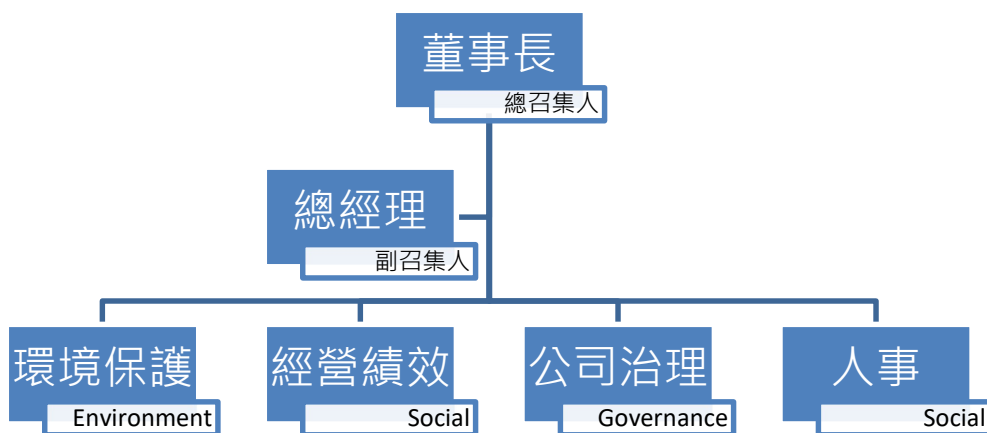 董事長
總召集人
總經理
副召集人
環境保護
Environment
經營績效
Social
公司治理
Governance
人事
Social